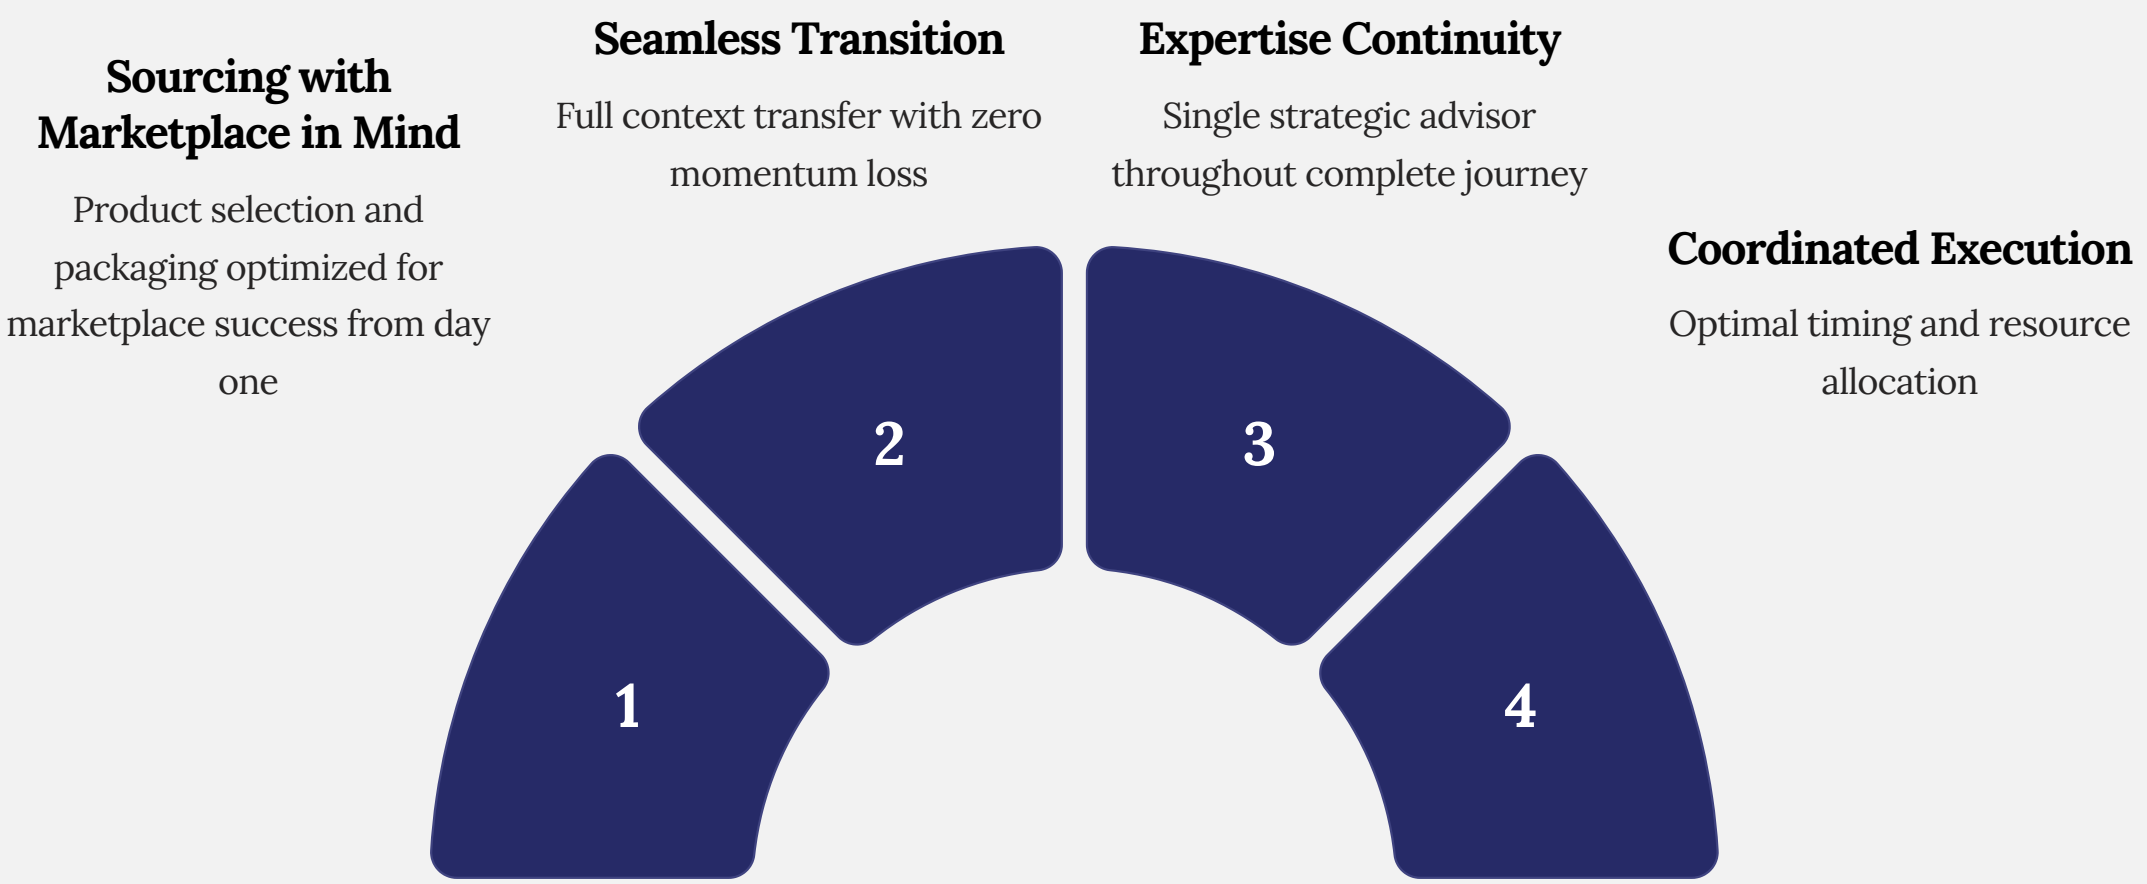 Sourcing with
Marketplace in Mind
Product selection and
packaging optimized for
marketplace success from day
one
Seamless Transition
Full context transfer with zero
momentum loss
Expertise Continuity
Single strategic advisor
throughout complete journey
Coordinated Execution
Optimal timing and resource
allocation
1
2
3
4